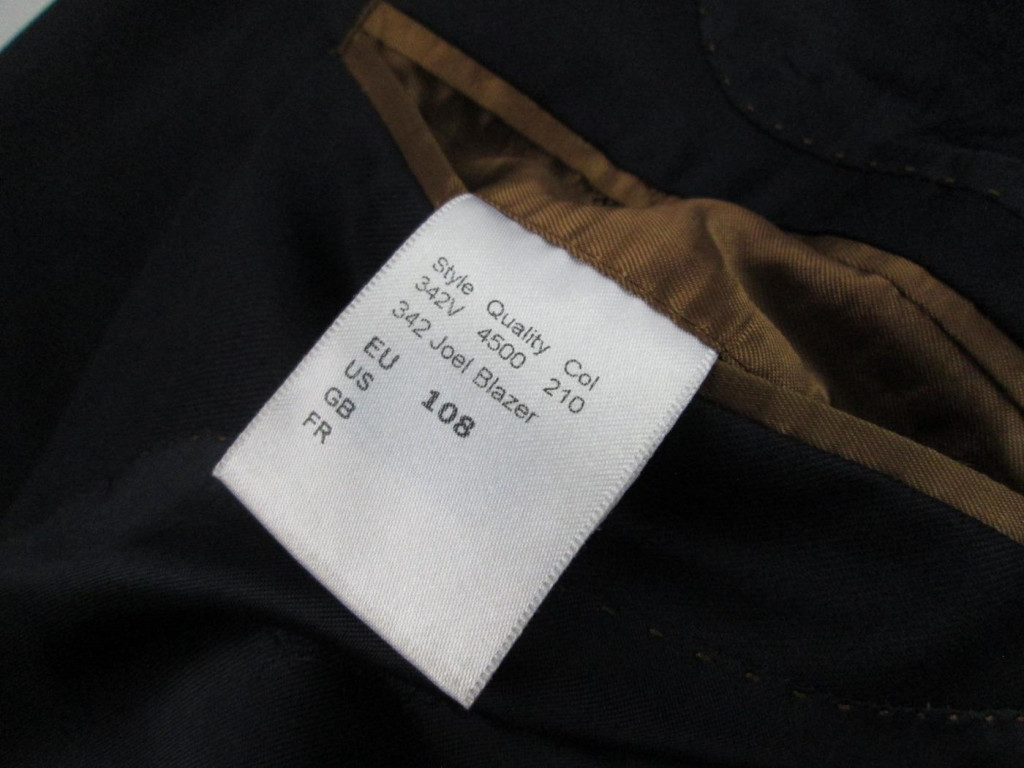 Style Quality Col
342V 4500 210
342 Joel Blazer
EU 108
US
GB
FR